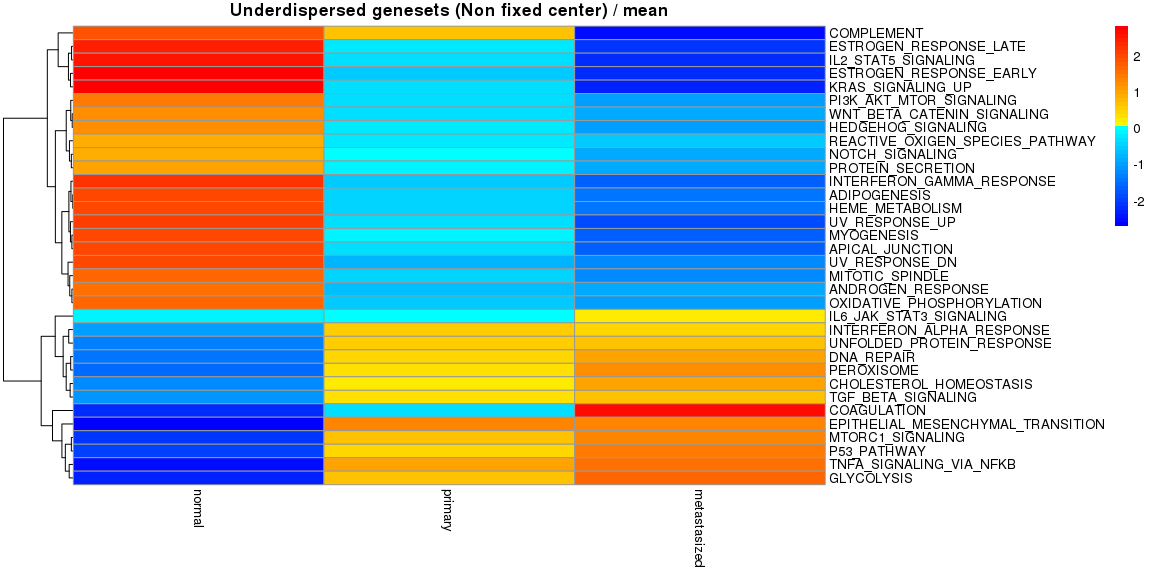 Underdispersed genesets (Non fixed center) / mean
COMPLEMENT
ESTROGEN_RESPONSE_LATE
IL2_STAT5_SIGNALING
ESTROGEN_RESPONSE_EARLY
KRAS_SIGNALING_UP
PI3K_AKT_MTOR_SIGNALING
WNT_BETA_CATENIN_SIGNALING
HEDGEHOG_SIGNALING
REACTIVE_OXIGEN_SPECIES_PATHWAY
NOTCH_SIGNALING
PROTEIN_SECRETION
INTERFERON_GAMMA_RESPONSE
ADIPOGENESIS
HEME_METABOLISM
UV_RESPONSE_UP
MYOGENESIS
APICAL_JUNCTION
UV_RESPONSE_DN
MITOTIC_SPINDLE
ANDROGEN_RESPONSE
OXIDATIVE_PHOSPHORYLATION
IL6_JAK_STAT3_SIGNALING
INTERFERON_ALPHA_RESPONSE
UNFOLDED_PROTEIN_RESPONSE
DNA_REPAIR
PEROXISOME
CHOLESTEROL_HOMEOSTASIS
TGF_BETA_SIGNALING
COAGULATION
EPITHELIAL_MESENCHYMAL_TRANSITION
MTORC1_SIGNALING
P53_PATHWAY
TNFA_SIGNALING_VIA_NFKB
GLYCOLYSIS
2
1
0
-1
-2
normal
primary
metastasized